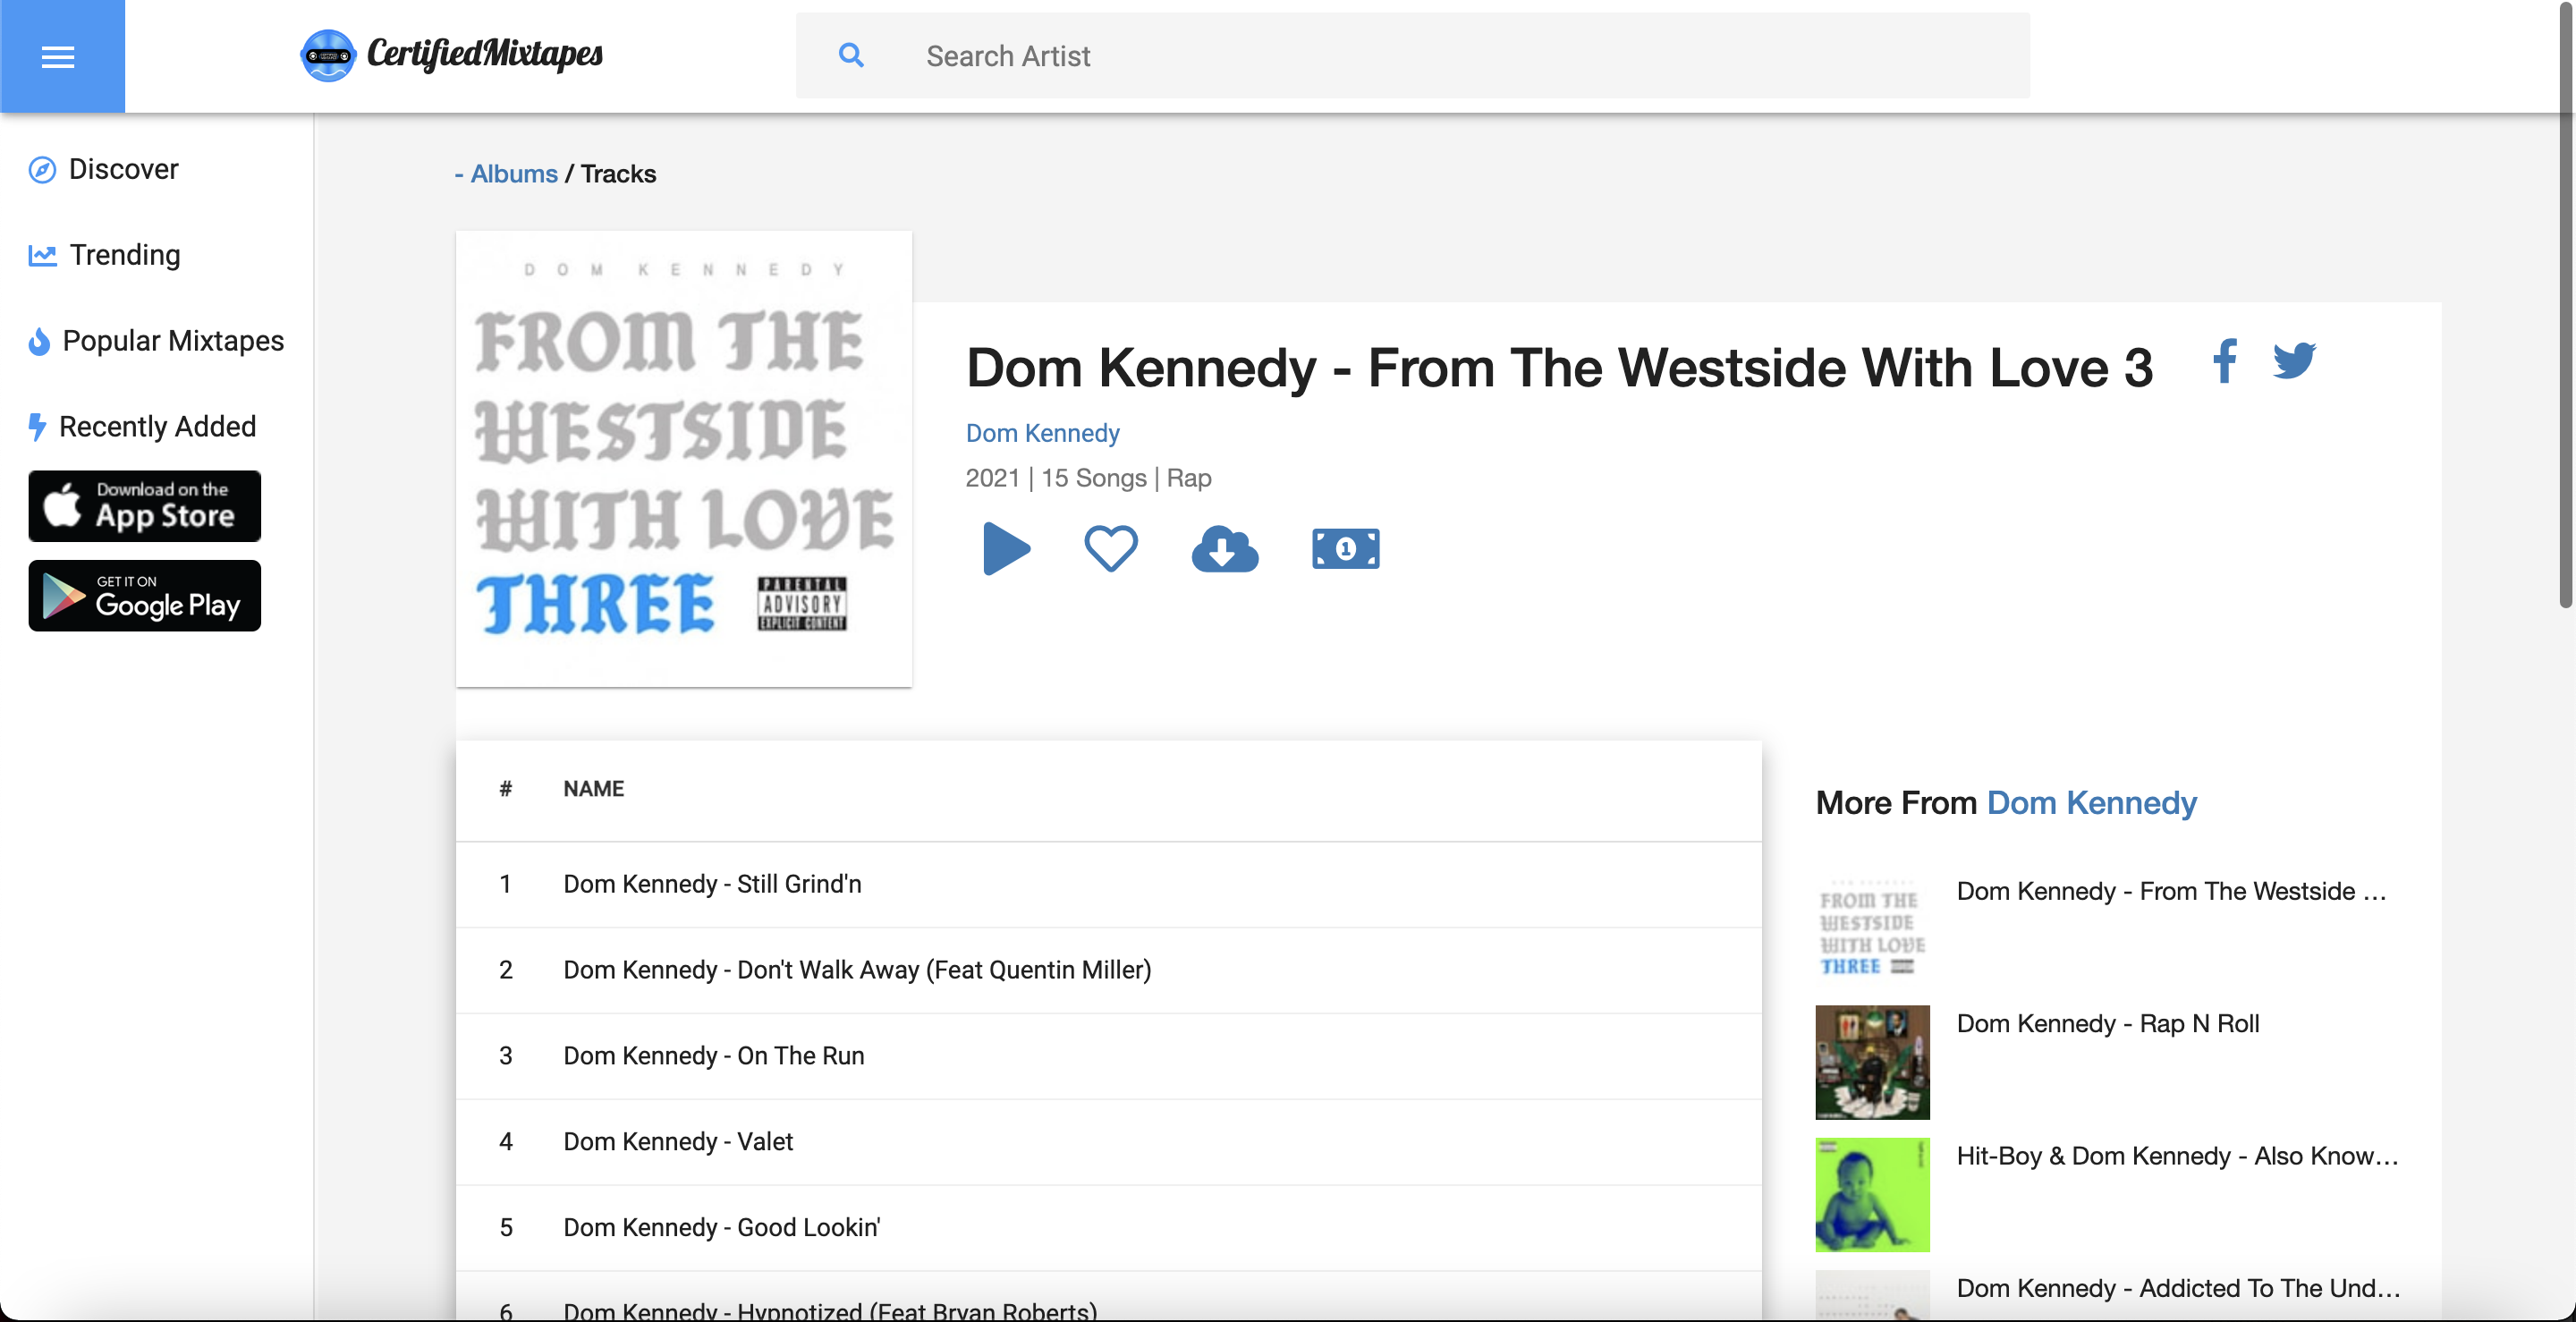 CertifiedMixtapes
Search Artist
Discover
Trending
Popular Mixtapes
Recently Added
Download on the
App Store
GET IT ON
Google Play
- Albums / Tracks
DOM KENNEDY
FROM THE
WESTSIDE
WITH LOVE
THREE
PARENTAL
ADVISORY
EXPLICIT CONTENT
Dom Kennedy - From The Westside With Love 3
Dom Kennedy
2021 | 15 Songs | Rap
1
# NAME
1 Dom Kennedy - Still Grind'n
2 Dom Kennedy - Don't Walk Away (Feat Quentin Miller)
3 Dom Kennedy - On The Run
4 Dom Kennedy - Valet
5 Dom Kennedy - Good Lookin'
6 Dom Kennedy - Hypnotized (Feat Bryan Roberts)
More From Dom Kennedy
FROM THE
WESTSIDE
WITH LOVE
THREE
Dom Kennedy - From The Westside ...
Dom Kennedy - Rap N Roll
Hit-Boy & Dom Kennedy - Also Know...
Dom Kennedy - Addicted To The Und...